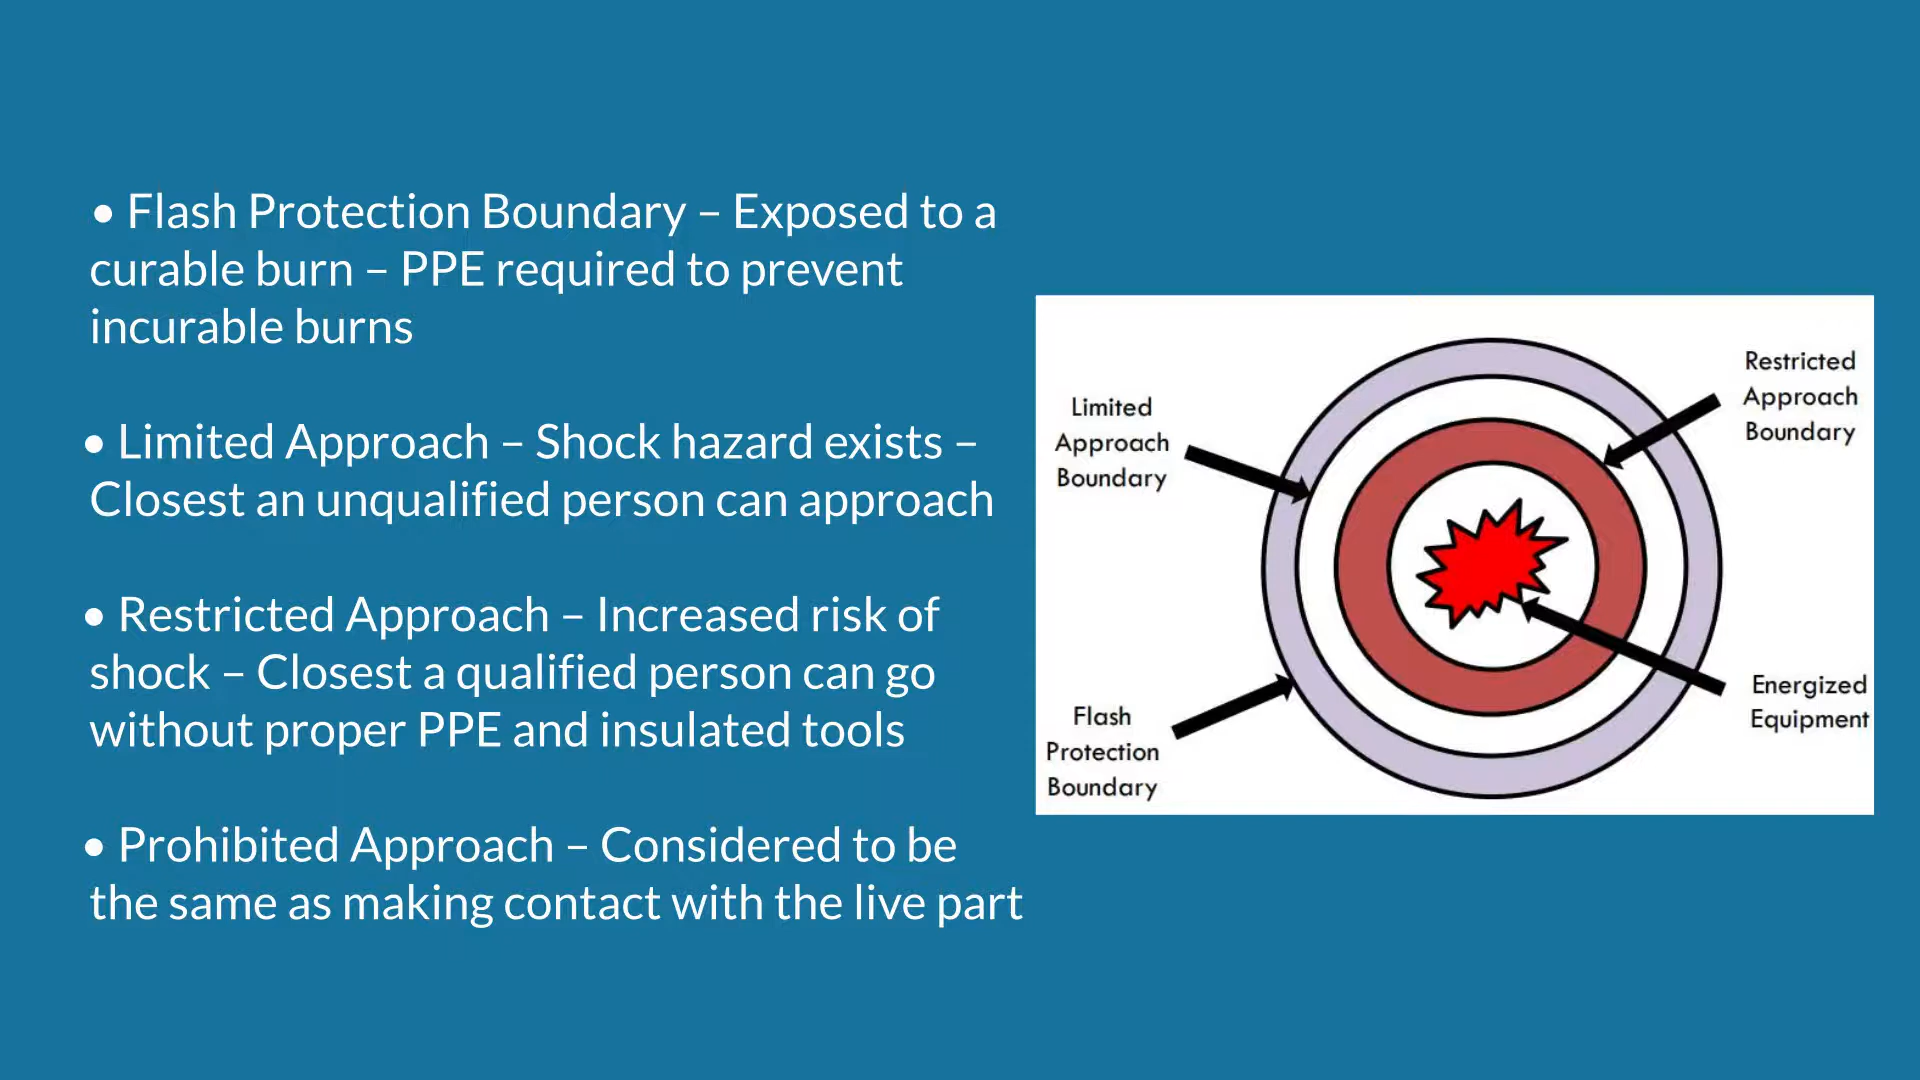 • Flash Protection Boundary – Exposed to a
curable burn – PPE required to prevent
incurable burns
• Limited Approach – Shock hazard exists –
Closest an unqualified person can approach
• Restricted Approach – Increased risk of
shock – Closest a qualified person can go
without proper PPE and insulated tools
• Prohibited Approach – Considered to be
the same as making contact with the live part
Limited
Approach
Boundary
Restricted
Approach
Boundary
Flash
Protection
Boundary
Energized
Equipment